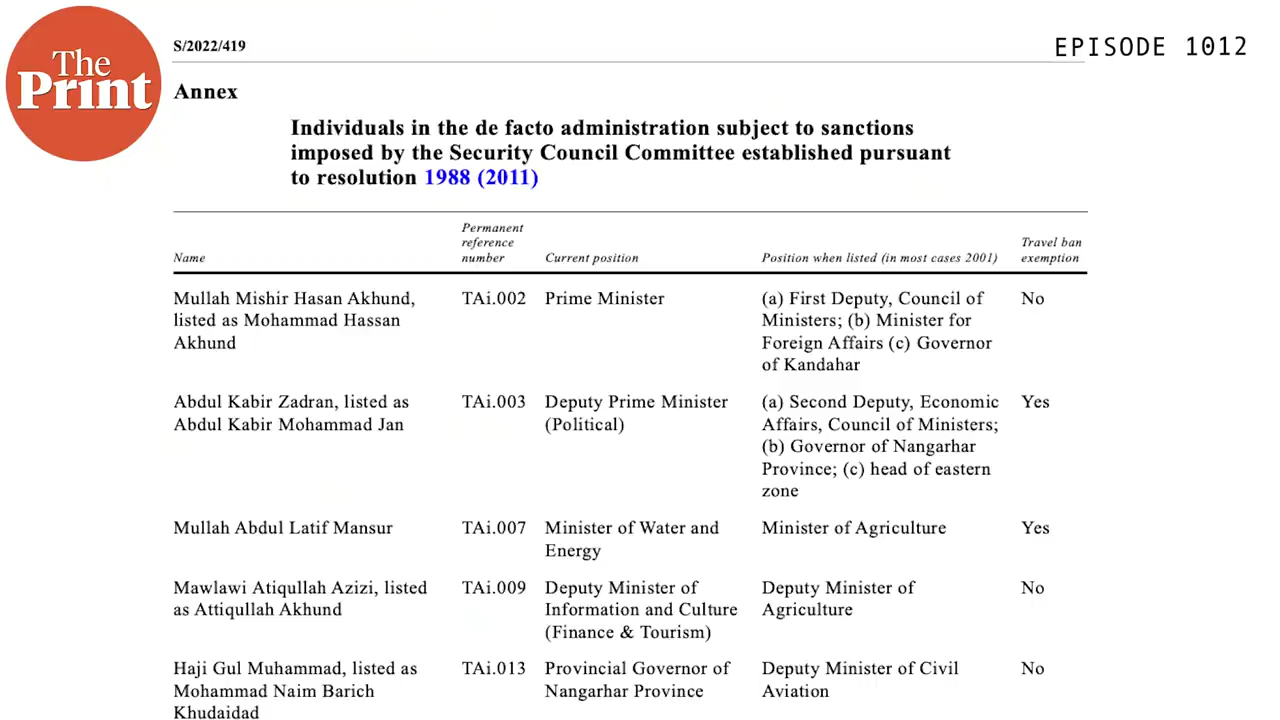 The
Print
S/2022/419
EPISODE 1012
Annex
Individuals in the de facto administration subject to sanctions
imposed by the Security Council Committee established pursuant
to resolution 1988 (2011)
Name
Permanent
reference
number
Current position
Position when listed (in most cases 2001)
Travel ban
exemption
Mullah Mishir Hasan Akhund,
listed as Mohammad Hassan
Akhund
TAi.002
Prime Minister
(a) First Deputy, Council of
Ministers; (b) Minister for
Foreign Affairs (c) Governor
of Kandahar
No
Abdul Kabir Zadran, listed as
Abdul Kabir Mohammad Jan
TAi.003
Deputy Prime Minister
(Political)
(a) Second Deputy, Economic
Affairs, Council of Ministers;
(b) Governor of Nangarhar
Province; (c) head of eastern
zone
Yes
Mullah Abdul Latif Mansur
TAi.007
Minister of Water and
Energy
Minister of Agriculture
Yes
Mawlawi Atiqullah Azizi, listed
as Attiqullah Akhund
TAi.009
Deputy Minister of
Information and Culture
(Finance & Tourism)
Deputy Minister of
Agriculture
No
Haji Gul Muhammad, listed as
Mohammad Naim Barich
Khudaidad
TAi.013
Provincial Governor of
Nangarhar Province
Deputy Minister of Civil
Aviation
No